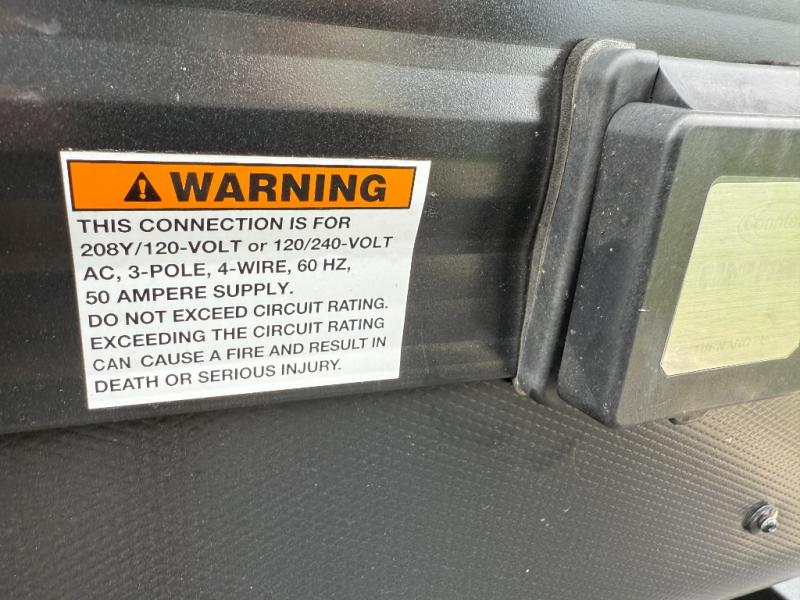 WARNING
THIS CONNECTION IS FOR
208Y/120-VOLT or 120/240-VOLT
AC, 3-POLE, 4-WIRE, 60 HZ,
50 AMPERE SUPPLY.
DO NOT EXCEED CIRCUIT RATING.
EXCEEDING THE CIRCUIT RATING
CAN CAUSE A FIRE AND RESULT IN
DEATH OR SERIOUS INJURY.